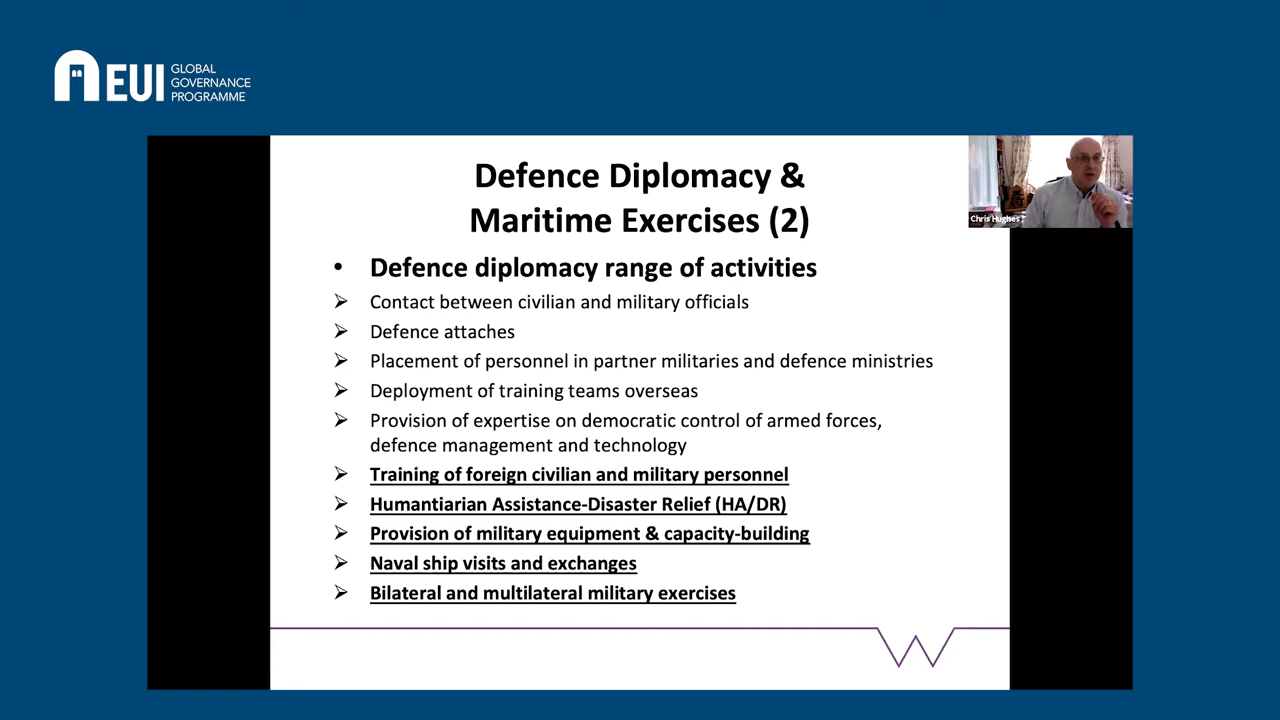 EUI
GLOBAL
GOVERNANCE
PROGRAMME
Defence Diplomacy &
Maritime Exercises (2)
Chris Hughes
• Defence diplomacy range of activities
➢ Contact between civilian and military officials
➢ Defence attaches
➢ Placement of personnel in partner militaries and defence ministries
➢ Deployment of training teams overseas
➢ Provision of expertise on democratic control of armed forces,
defence management and technology
➢ Training of foreign civilian and military personnel
➢ Humantiarian Assistance-Disaster Relief (HA/DR)
➢ Provision of military equipment & capacity-building
➢ Naval ship visits and exchanges
➢ Bilateral and multilateral military exercises